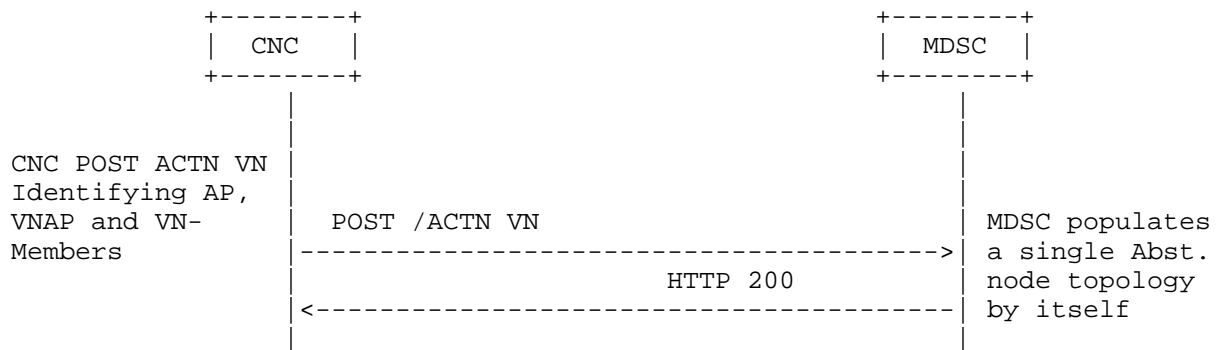 CNC MDSC
CNC POST ACTN VN
Identifying AP,
VNAP and VN- POST /ACTN VN MDSC populates
Members a single Abst.
HTTP 200 node topology
by itself